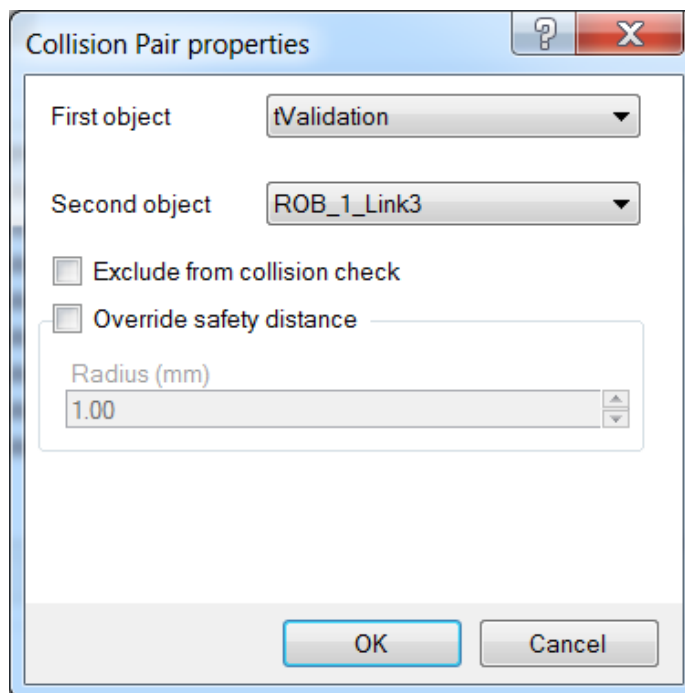 Collision Pair properties
First object tValidation
Second object ROB_1_Link3
Exclude from collision check
Override safety distance
Radius (mm)
1.00
OK Cancel